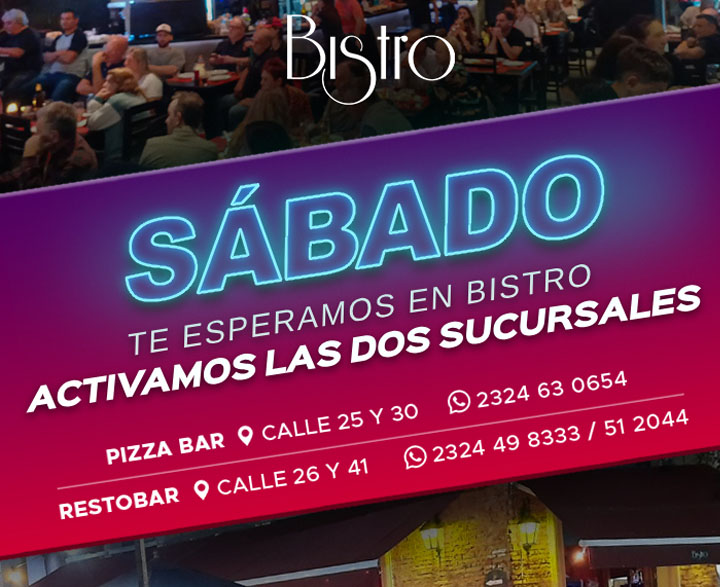 Bistro
SÁBADO
TE ESPERAMOS EN BISTRO
ACTIVAMOS LAS DOS SUCURSALES
PIZZA BAR CALLE 25 Y 30 2324 63 0654
RESTOBAR CALLE 26 Y 41 2324 49 8333 / 51 2044
Bistro